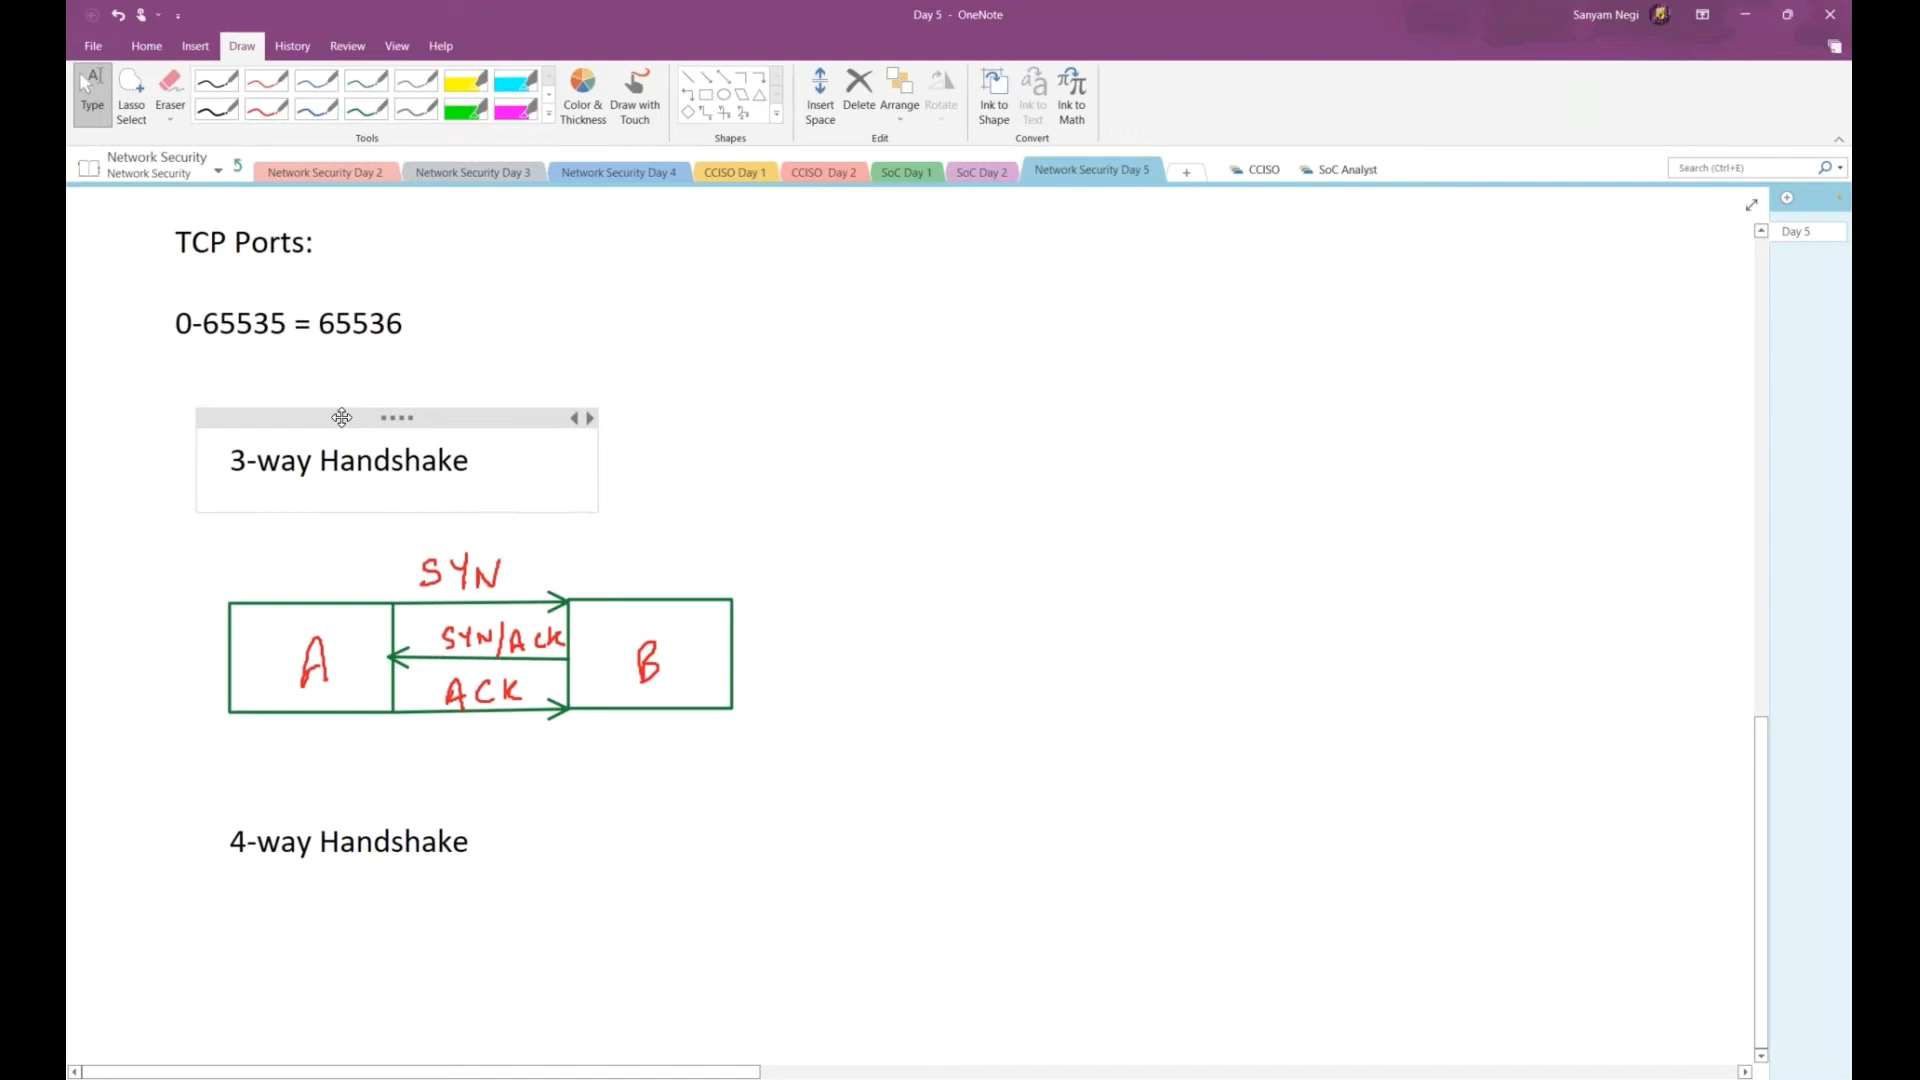 Day 5 - OneNote
Sanyam Negi
File Home Insert Draw History Review View Help
Type
Lasso Select
Eraser
Color & Thickness
Draw with Touch
Insert Space
Delete
Arrange
Rotate
Ink to Shape
Ink to Text
Ink to Math
Tools Shapes Edit Convert
Network Security
Network Security
Network Security Day 2 Network Security Day 3 Network Security Day 4 CCISO Day 1 CCISO Day 2 SoC Day 1 SoC Day 2 Network Security Day 5 + CCISO SoC Analyst
Search (Ctrl+E)
Day 5
TCP Ports:
0-65535 = 65536
3-way Handshake
SYN
SYN/ACK
A B
ACK
4-way Handshake